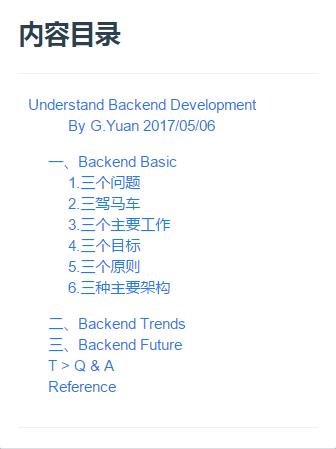 内容目录
Understand Backend Development
By G.Yuan 2017/05/06
一、Backend Basic
1.三个问题
2.三驾马车
3.三个主要工作
4.三个目标
5.三个原则
6.三种主要架构
二、Backend Trends
三、Backend Future
T > Q & A
Reference